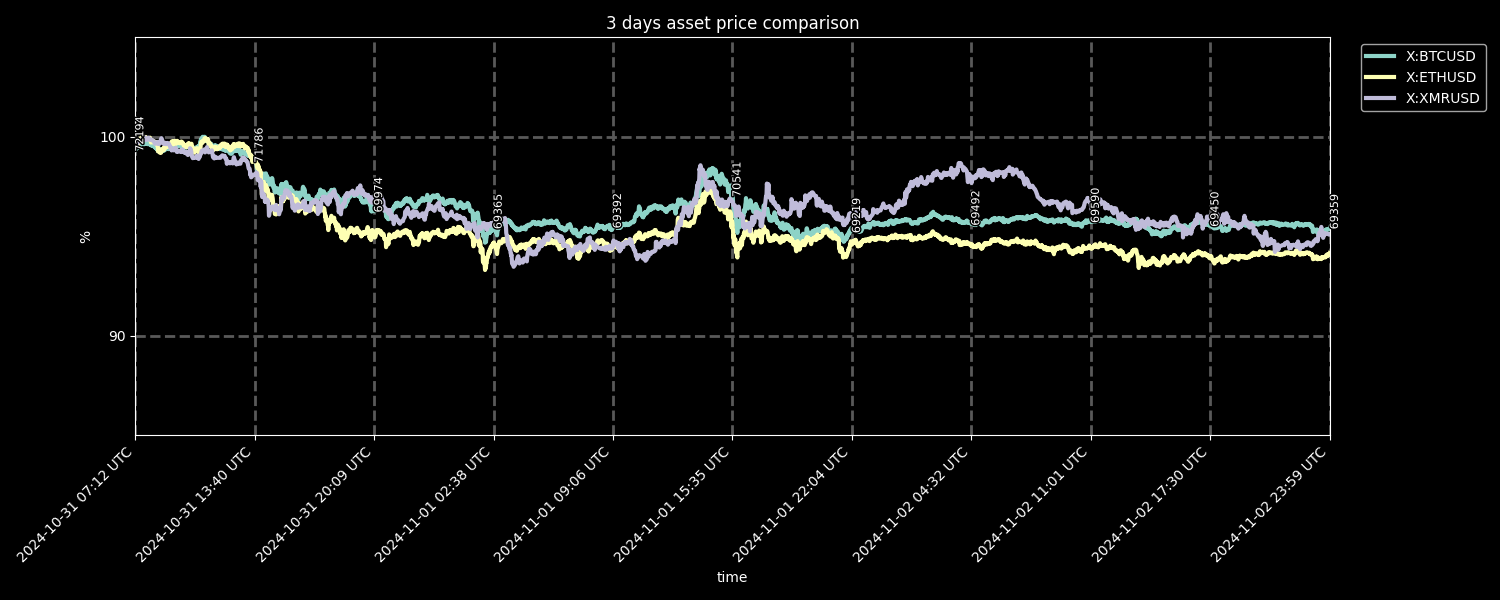 3 days asset price comparison
X:BTCUSD
X:ETHUSD
X:XMRUSD
100
90
%
72194
71786
69974
69365
69392
70541
69219
69492
69590
69450
69359
2024-10-31 07:12 UTC
2024-10-31 13:40 UTC
2024-10-31 20:09 UTC
2024-11-01 02:38 UTC
2024-11-01 09:06 UTC
2024-11-01 15:35 UTC
2024-11-01 22:04 UTC
2024-11-02 04:32 UTC
2024-11-02 11:01 UTC
2024-11-02 17:30 UTC
2024-11-02 23:59 UTC
time